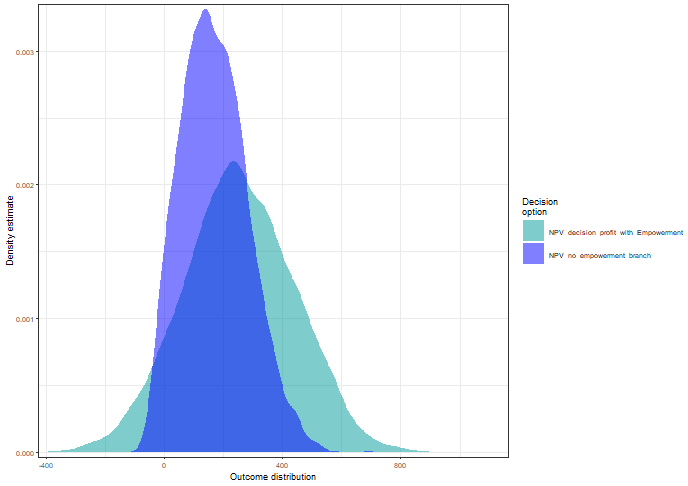 0.003
0.002
0.001
0.000
Density estimate
-400
0
400
800
Outcome distribution
Decision
option
NPV decision profit with Empowerment
NPV no empowement branch